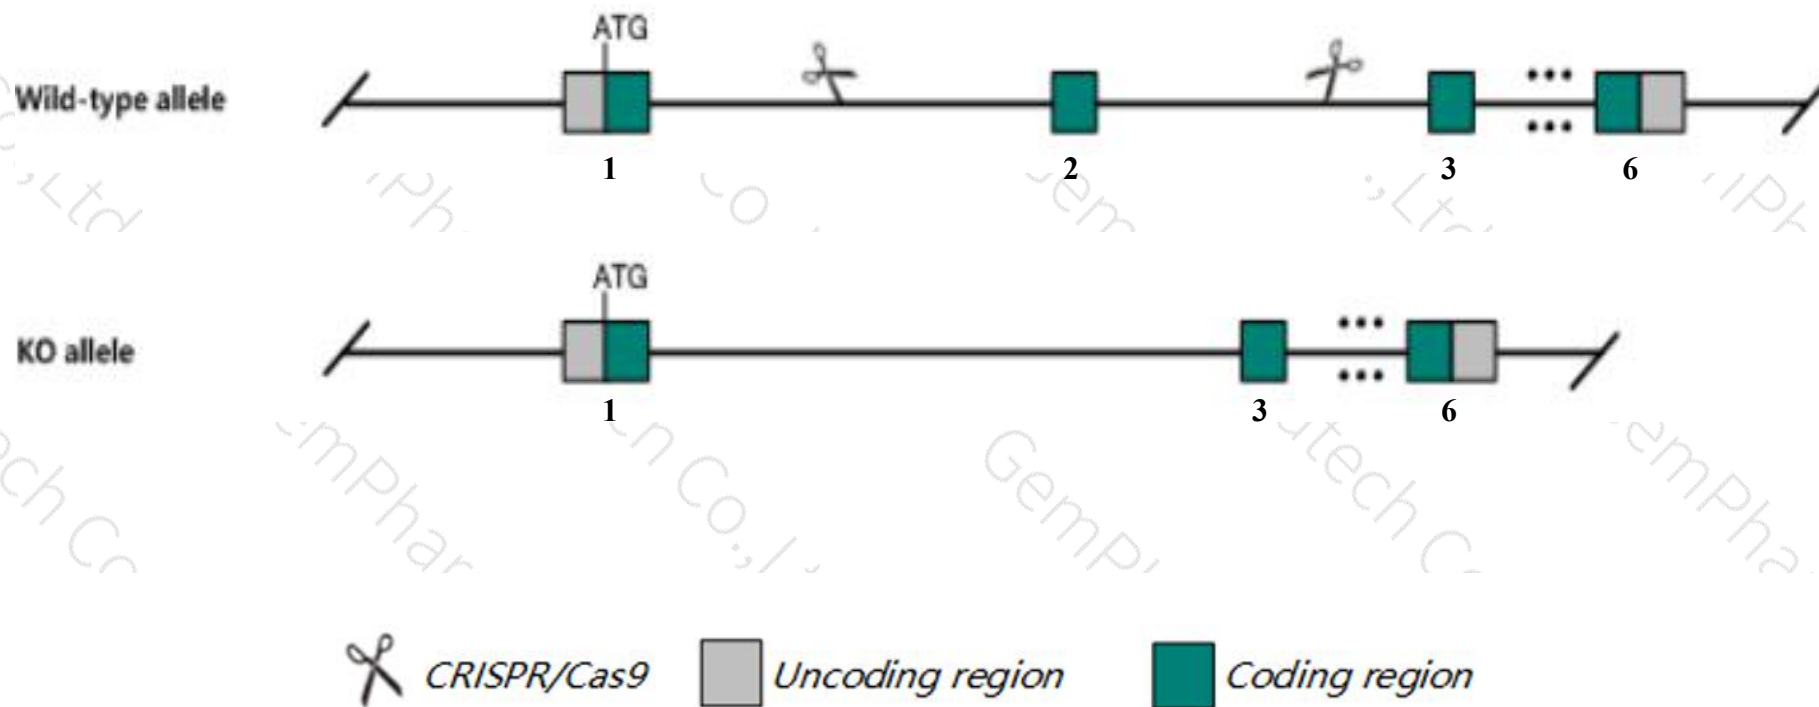 ATG
Wild-type allele
1 2 3 6
ATG
KO allele
1 3 6
CRISPR/Cas9 Uncoding region Coding region